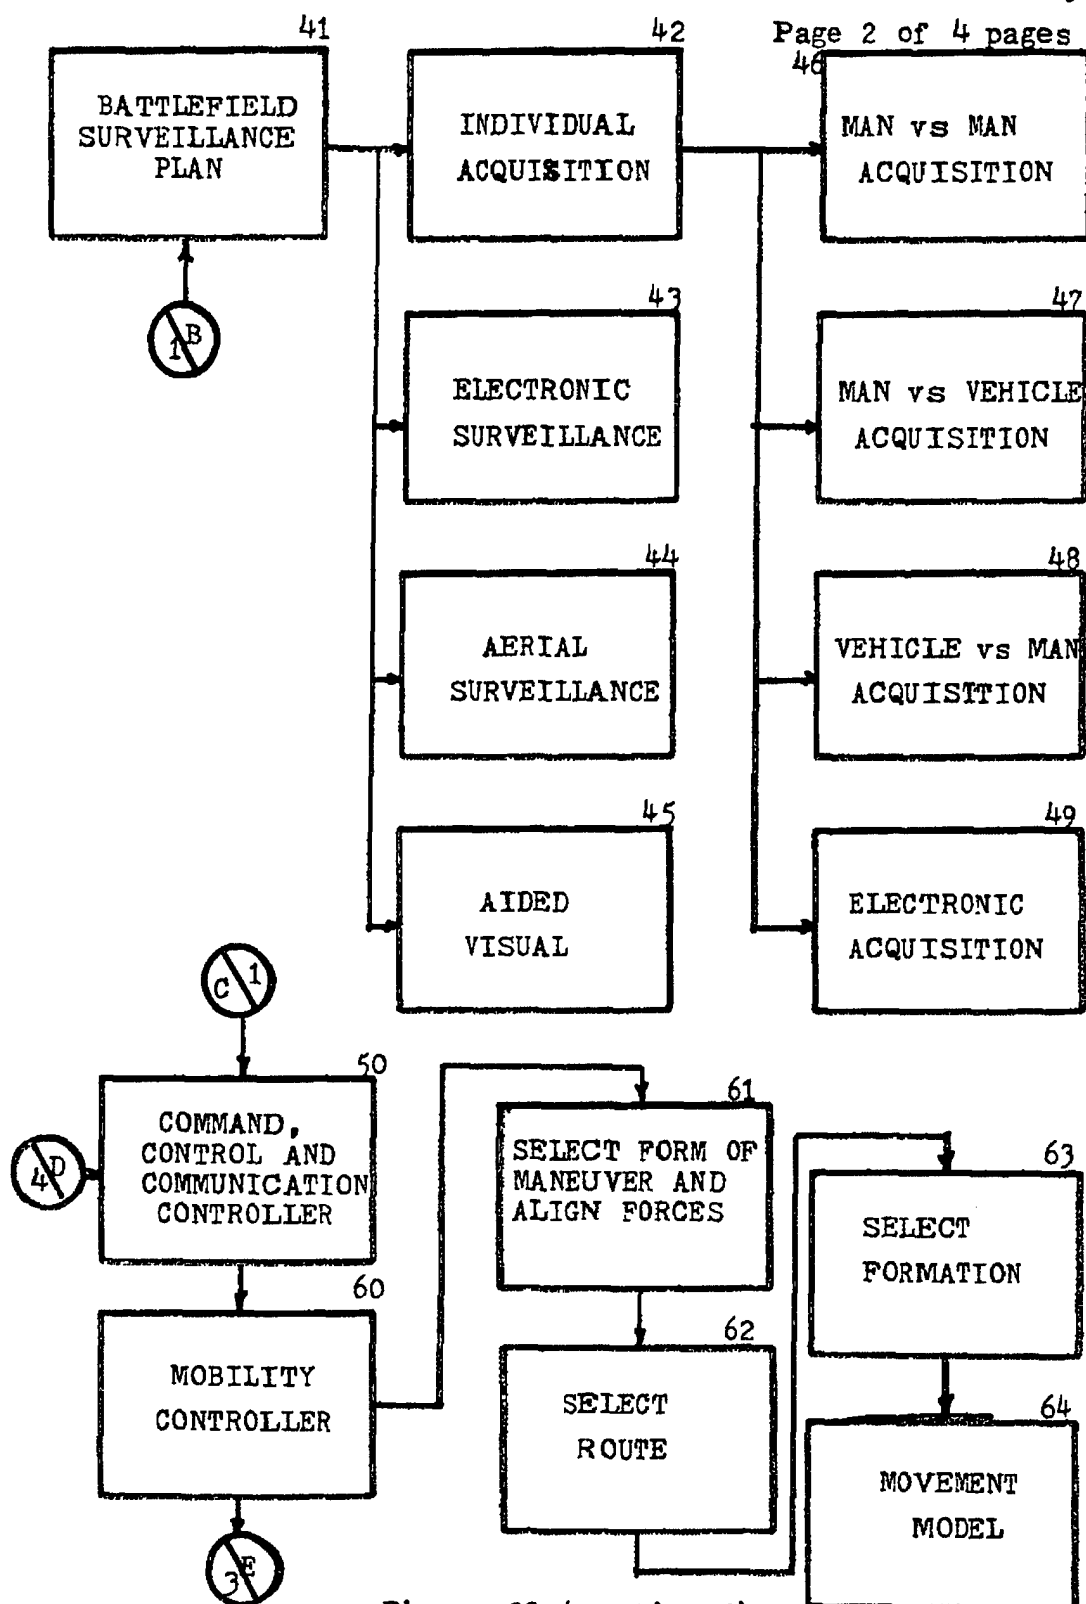 Page 2 of 4 pages
41
BATTLEFIELD
SURVEILLANCE
PLAN
42
INDIVIDUAL
ACQUISITION
46
MAN vs MAN
ACQUISITION
B
1
43
ELECTRONIC
SURVEILLANCE
47
MAN vs VEHICLE
ACQUISITION
44
AERIAL
SURVEILLANCE
48
VEHICLE vs MAN
ACQUISITION
45
AIDED
VISUAL
49
ELECTRONIC
ACQUISITION
C 1
50
COMMAND,
CONTROL AND
COMMUNICATION
CONTROLLER
D
4
60
MOBILITY
CONTROLLER
E
3
61
SELECT FORM OF
MANEUVER AND
ALIGN FORCES
62
SELECT
ROUTE
63
SELECT
FORMATION
64
MOVEMENT
MODEL